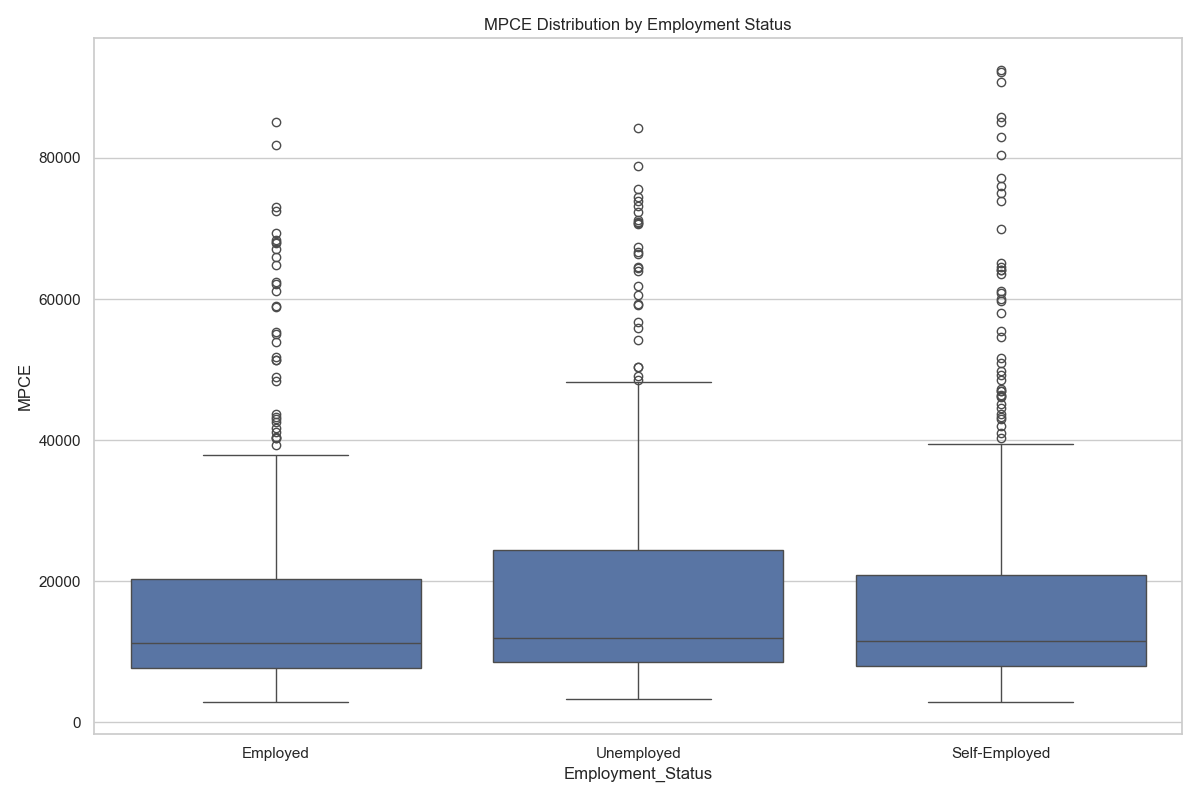 MPCE Distribution by Employment Status
MPCE
80000
60000
40000
20000
0
Employed
Unemployed
Self-Employed
Employment_Status